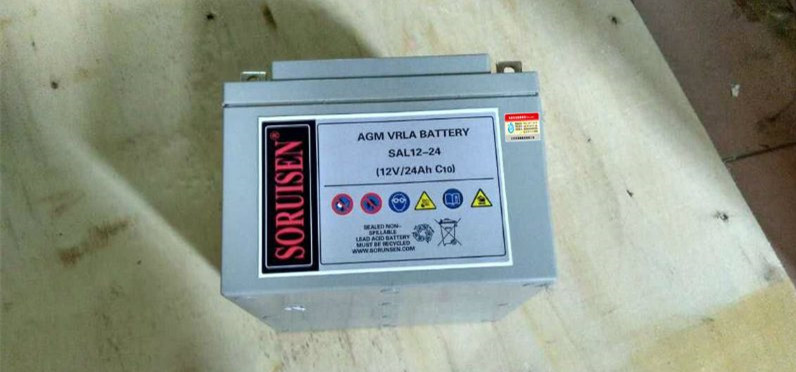 SORUISEN®
AGM VRLA BATTERY
SAL12-24
(12V/24Ah C10)
SEALED NON-
SPILLABLE
LEAD ACID BATTERY
MUST BE RECYCLED
WWW.SORUNSEN.COM